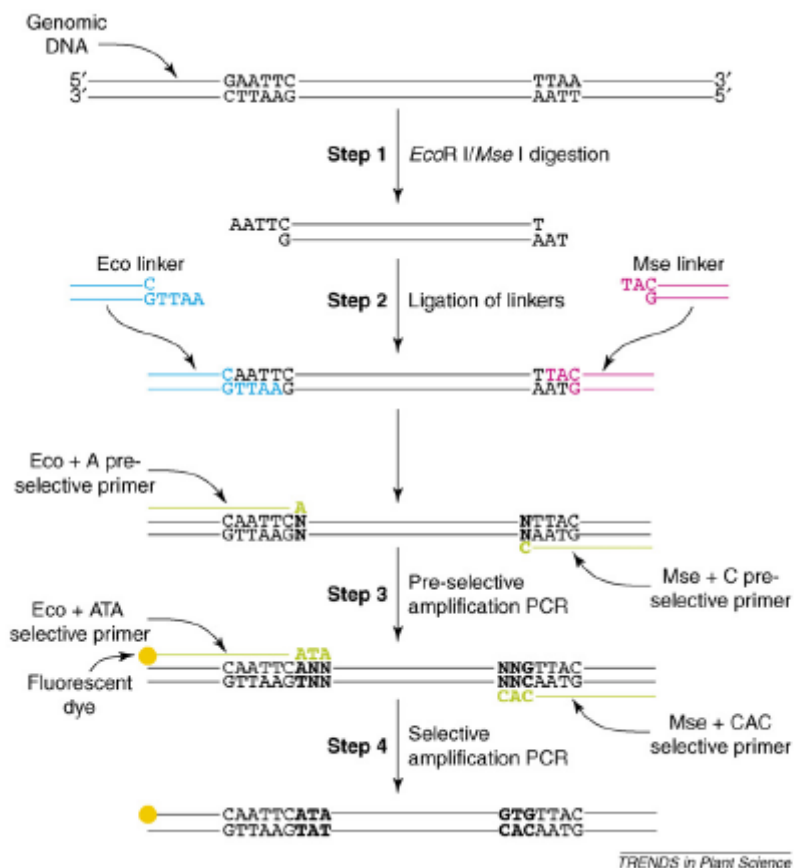 Genomic
DNA
5′ GAATTC TTAA 3′
3′ CTTAAG AATT 5′
Step 1 EcoR I/Mse I digestion
AATTC T
G AAT
Eco linker
C
GTTAA
Mse linker
TAC
G
Step 2 Ligation of linkers
CAATTC TTAC
GTTAAG AATG
Eco + A pre-
selective primer
A
CAATTCN NTTAC
GTTAAGN NAATG
C
Mse + C pre-
selective primer
Step 3 Pre-selective
amplification PCR
Eco + ATA
selective primer
ATA
CAATTCANN NNGTTAC
GTTAAGTNN NNCAATG
CAC
Fluorescent
dye
Mse + CAC
selective primer
Step 4 Selective
amplification PCR
CAATTCATA GTGTTAC
GTTAAGTAT CACAATG
TRENDS in Plant Science